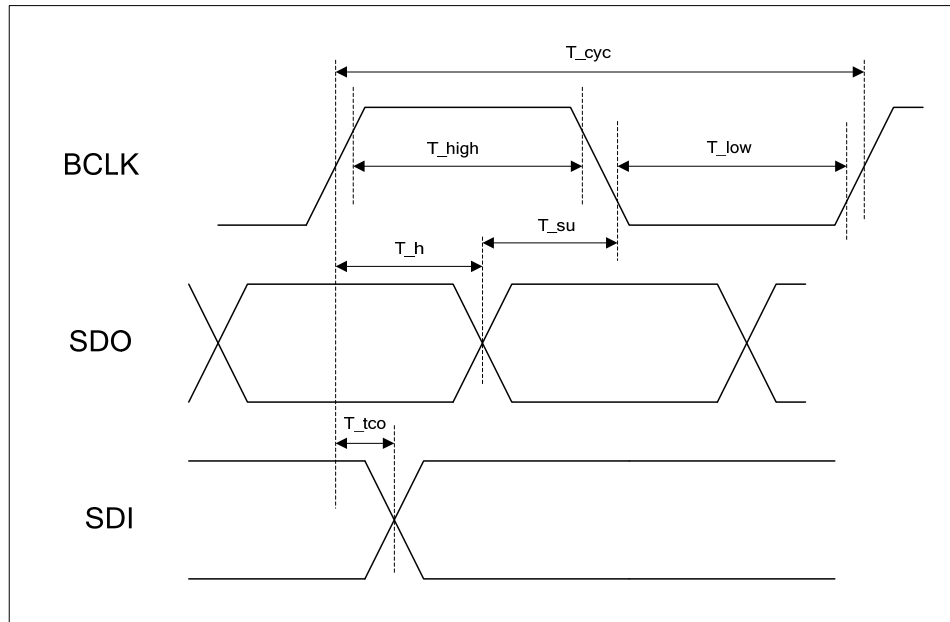 T_cyc
BCLK
T_high
T_low
T_su
T_h
SDO
T_tco
SDI